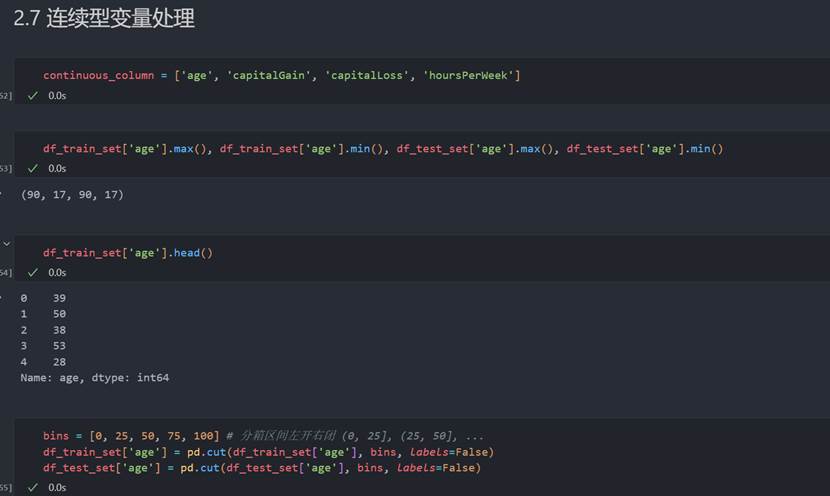 2.7 连续型变量处理
continuous_column = ['age', 'capitalGain', 'capitalLoss', 'hoursPerWeek']
52]
0.0s
df_train_set['age'].max(), df_train_set['age'].min(), df_test_set['age'].max(), df_test_set['age'].min()
53]
0.0s
(90, 17, 90, 17)
df_train_set['age'].head()
54]
0.0s
0    39
1    50
2    38
3    53
4    28
Name: age, dtype: int64
bins = [0, 25, 50, 75, 100] # 分箱区间左开右闭 (0, 25], (25, 50], ...
df_train_set['age'] = pd.cut(df_train_set['age'], bins, labels=False)
df_test_set['age'] = pd.cut(df_test_set['age'], bins, labels=False)
55]
0.0s